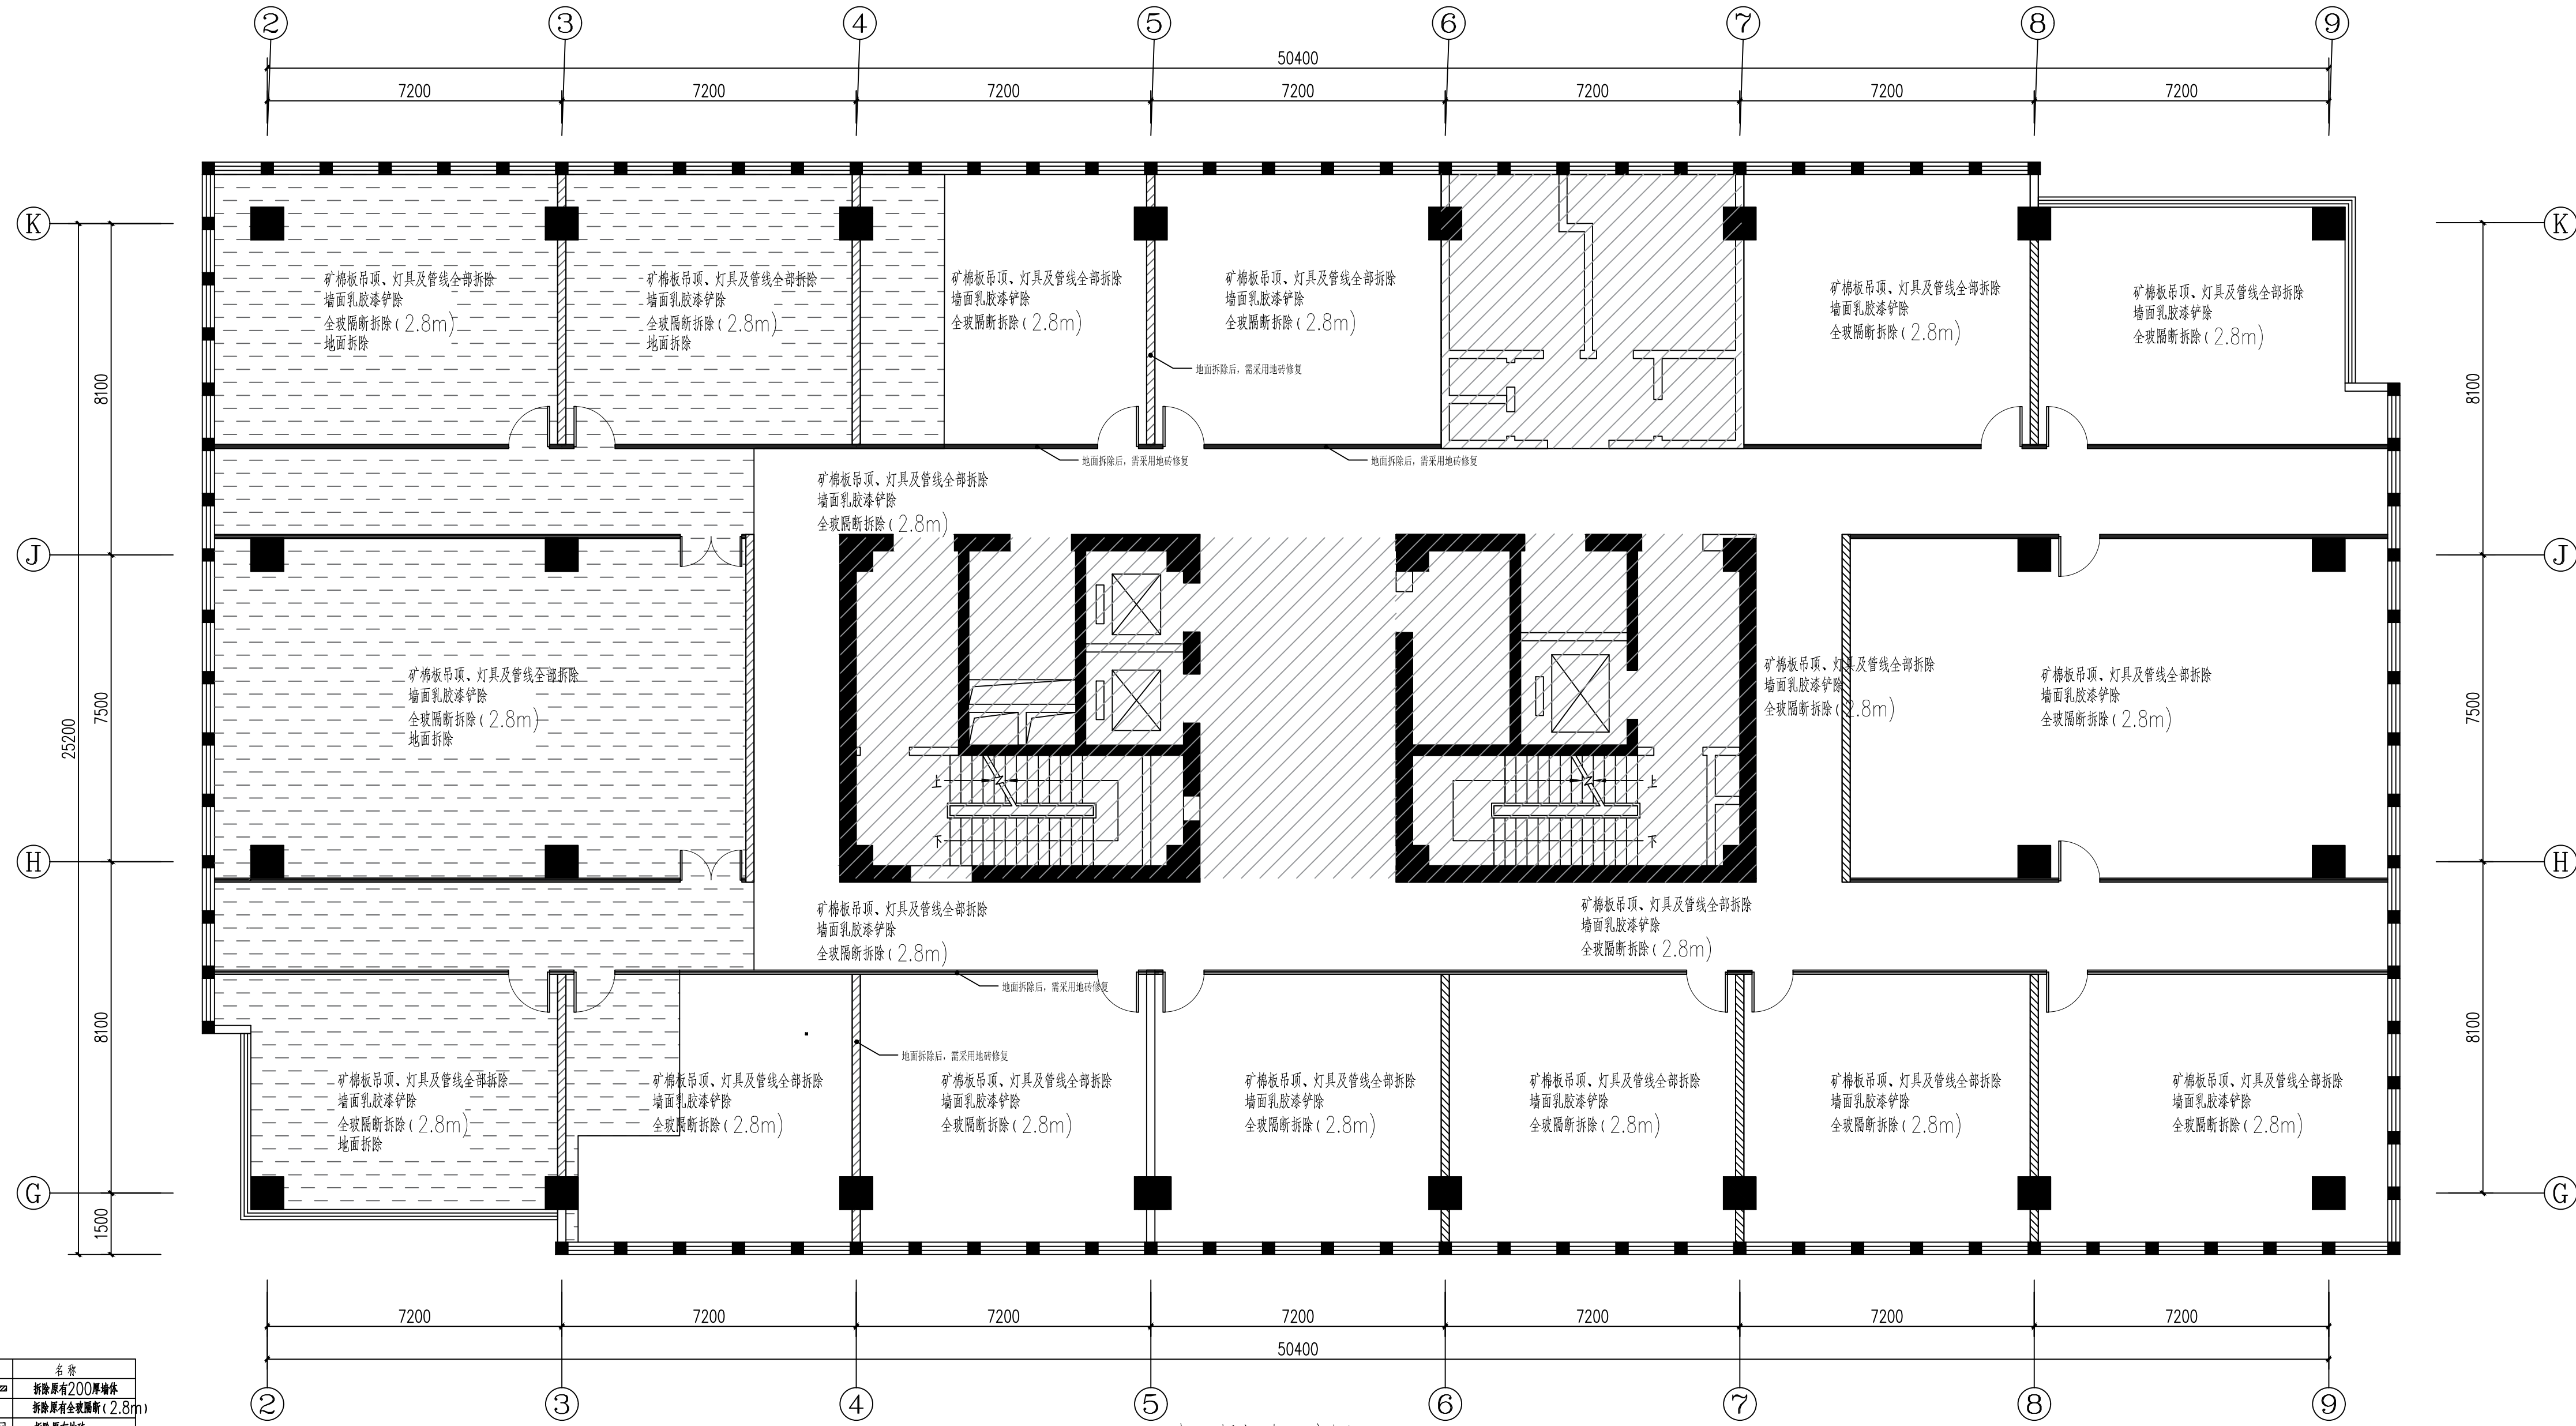 ② ③ ④ ⑤ ⑥ ⑦ ⑧ ⑨
50400
7200 7200 7200 7200 7200 7200 7200
K K
矿棉板吊顶、灯具及管线全部拆除
墙面乳胶漆铲除
全玻隔断拆除(2.8m)
地面拆除
矿棉板吊顶、灯具及管线全部拆除
墙面乳胶漆铲除
全玻隔断拆除(2.8m)
地面拆除
矿棉板吊顶、灯具及管线全部拆除
墙面乳胶漆铲除
全玻隔断拆除(2.8m)
矿棉板吊顶、灯具及管线全部拆除
墙面乳胶漆铲除
全玻隔断拆除(2.8m)
矿棉板吊顶、灯具及管线全部拆除
墙面乳胶漆铲除
全玻隔断拆除(2.8m)
矿棉板吊顶、灯具及管线全部拆除
墙面乳胶漆铲除
全玻隔断拆除(2.8m)
地面拆除后，需采用地砖修复
8100 8100
地面拆除后，需采用地砖修复
地面拆除后，需采用地砖修复
矿棉板吊顶、灯具及管线全部拆除
墙面乳胶漆铲除
全玻隔断拆除(2.8m)
J J
矿棉板吊顶、灯具及管线全部拆除
墙面乳胶漆铲除
全玻隔断拆除(2.8m)
地面拆除
矿棉板吊顶、灯具及管线全部拆除
墙面乳胶漆铲除
全玻隔断拆除(2.8m)
矿棉板吊顶、灯具及管线全部拆除
墙面乳胶漆铲除
全玻隔断拆除(2.8m)
25200
7500 7500
上 上
下 下
H H
矿棉板吊顶、灯具及管线全部拆除
墙面乳胶漆铲除
全玻隔断拆除(2.8m)
矿棉板吊顶、灯具及管线全部拆除
墙面乳胶漆铲除
全玻隔断拆除(2.8m)
地面拆除后，需采用地砖修复
8100 8100
地面拆除后，需采用地砖修复
矿棉板吊顶、灯具及管线全部拆除
墙面乳胶漆铲除
全玻隔断拆除(2.8m)
地面拆除
矿棉板吊顶、灯具及管线全部拆除
墙面乳胶漆铲除
全玻隔断拆除(2.8m)
矿棉板吊顶、灯具及管线全部拆除
墙面乳胶漆铲除
全玻隔断拆除(2.8m)
矿棉板吊顶、灯具及管线全部拆除
墙面乳胶漆铲除
全玻隔断拆除(2.8m)
矿棉板吊顶、灯具及管线全部拆除
墙面乳胶漆铲除
全玻隔断拆除(2.8m)
矿棉板吊顶、灯具及管线全部拆除
墙面乳胶漆铲除
全玻隔断拆除(2.8m)
矿棉板吊顶、灯具及管线全部拆除
墙面乳胶漆铲除
全玻隔断拆除(2.8m)
G G
1500
7200 7200 7200 7200 7200 7200 7200
50400
② ③ ④ ⑤ ⑥ ⑦ ⑧ ⑨
名称
拆除原有200厚墙体
拆除原有全玻隔断(2.8m)